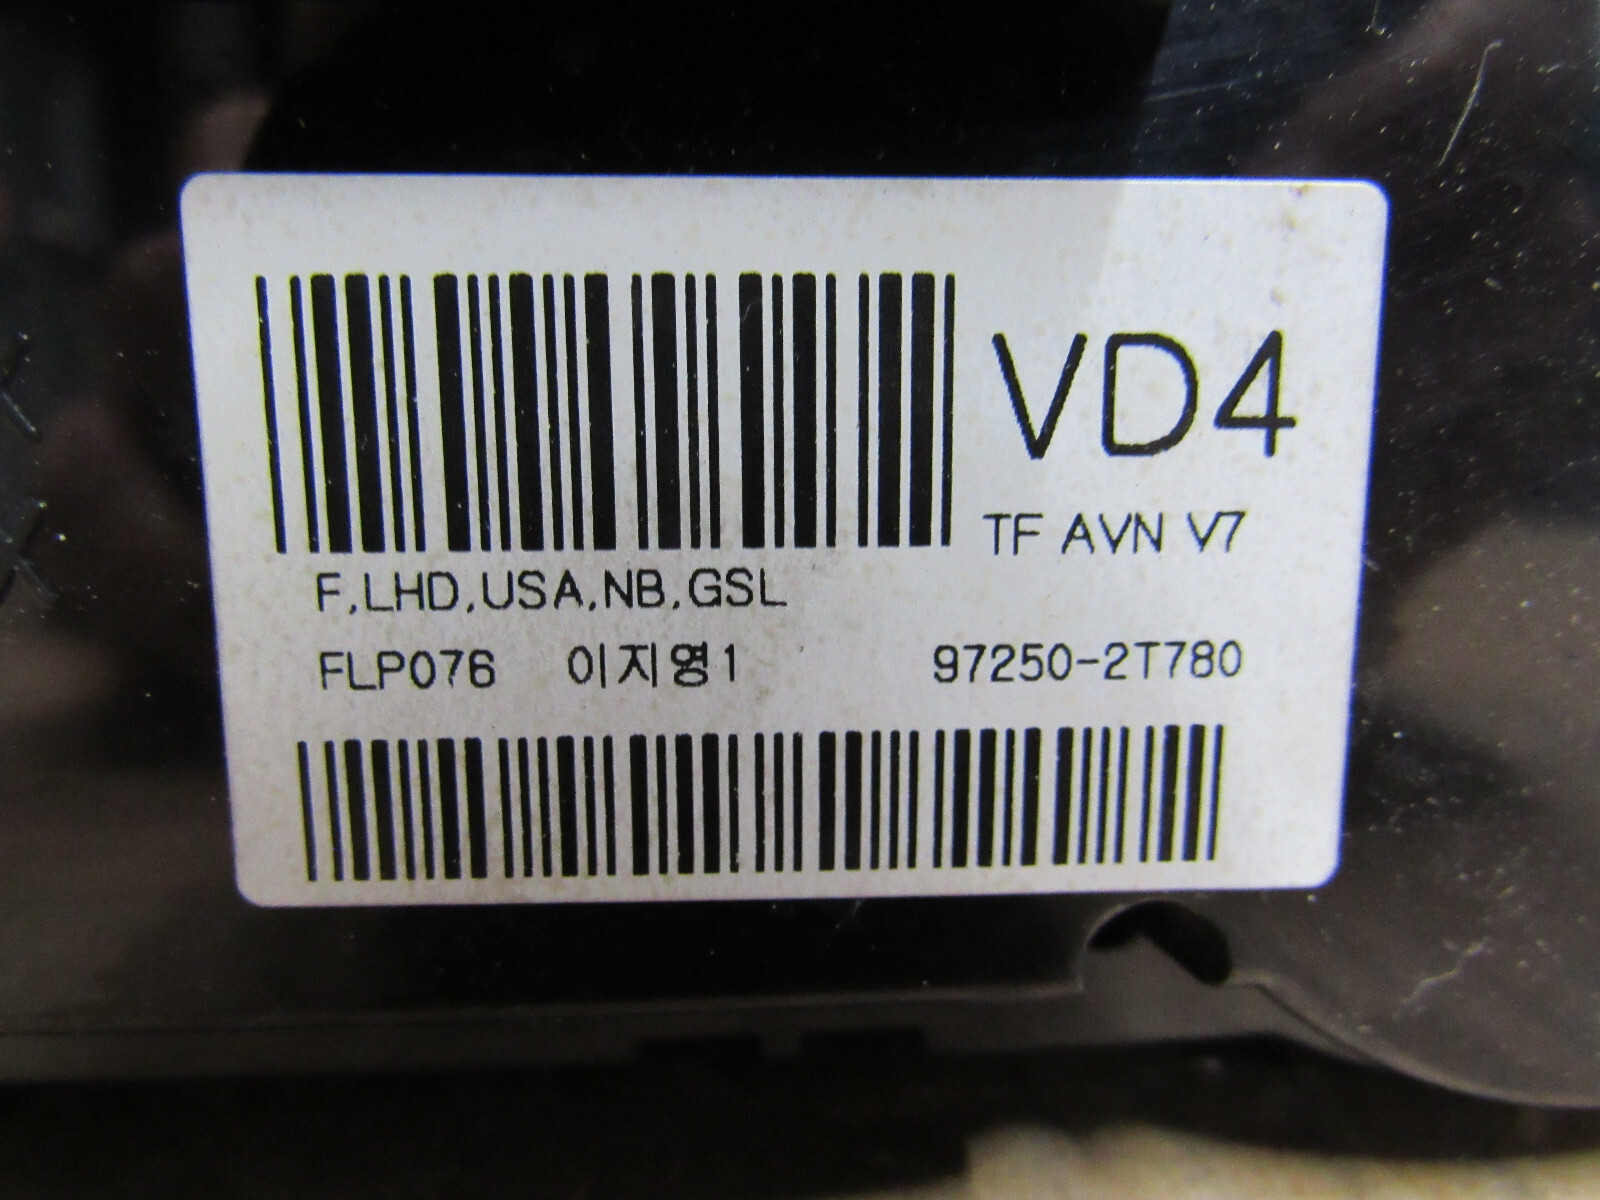 VD4
TF AVN V7
F,LHD,USA,NB,GSL
FLP076 이지영1 97250-2T780